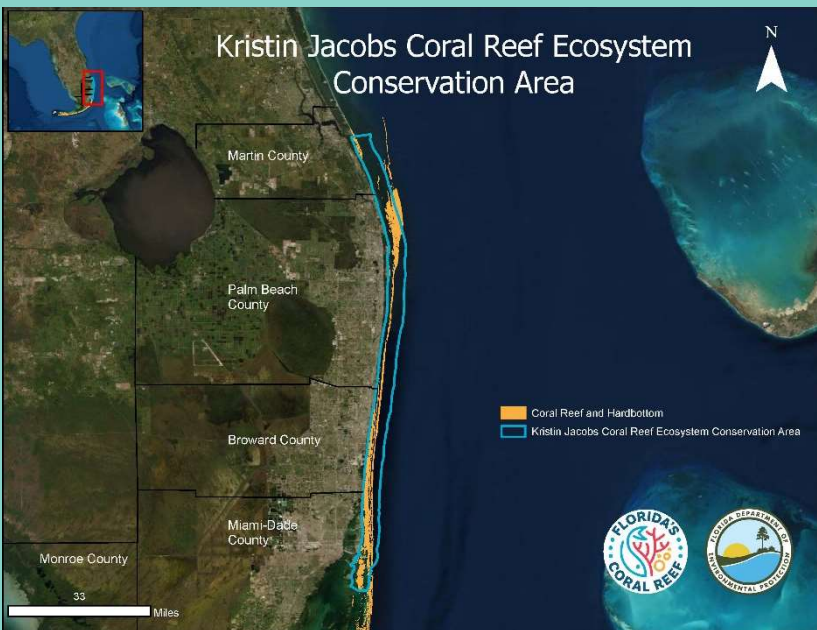 Kristin Jacobs Coral Reef Ecosystem
Conservation Area
N
Martin County
Palm Beach
County
Broward County
Miami-Dade
County
Monroe County
Coral Reef and Hardbottom
Kristin Jacobs Coral Reef Ecosystem Conservation Area
33
Miles
FLORIDA'S
CORAL REEF
FLORIDA DEPARTMENT OF
ENVIRONMENTAL PROTECTION